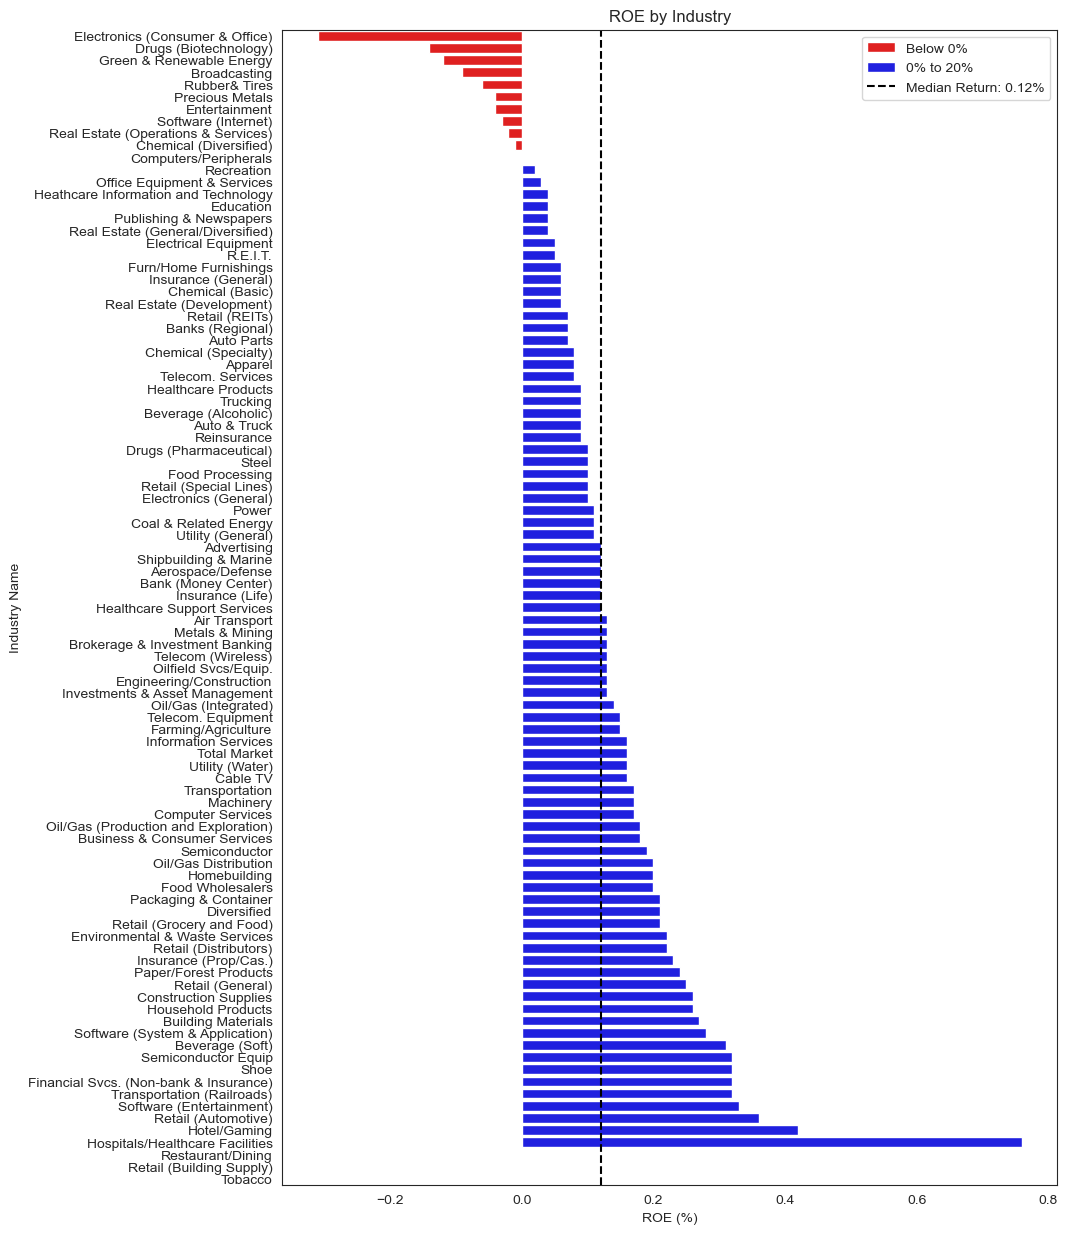 ROE by Industry
Electronics (Consumer & Office)
Drugs (Biotechnology)
Green & Renewable Energy
Broadcasting
Rubber& Tires
Precious Metals
Entertainment
Software (Internet)
Real Estate (Operations & Services)
Chemical (Diversified)
Computers/Peripherals
Recreation
Office Equipment & Services
Heathcare Information and Technology
Education
Publishing & Newspapers
Real Estate (General/Diversified)
Electrical Equipment
R.E.I.T.
Furn/Home Furnishings
Insurance (General)
Chemical (Basic)
Real Estate (Development)
Retail (REITs)
Banks (Regional)
Auto Parts
Chemical (Specialty)
Apparel
Telecom. Services
Healthcare Products
Trucking
Beverage (Alcoholic)
Auto & Truck
Reinsurance
Drugs (Pharmaceutical)
Steel
Food Processing
Retail (Special Lines)
Electronics (General)
Power
Coal & Related Energy
Utility (General)
Advertising
Shipbuilding & Marine
Aerospace/Defense
Bank (Money Center)
Insurance (Life)
Healthcare Support Services
Air Transport
Metals & Mining
Brokerage & Investment Banking
Telecom (Wireless)
Oilfield Svcs/Equip.
Engineering/Construction
Investments & Asset Management
Oil/Gas (Integrated)
Telecom. Equipment
Farming/Agriculture
Information Services
Total Market
Utility (Water)
Cable TV
Transportation
Machinery
Computer Services
Oil/Gas (Production and Exploration)
Business & Consumer Services
Semiconductor
Oil/Gas Distribution
Homebuilding
Food Wholesalers
Packaging & Container
Diversified
Retail (Grocery and Food)
Environmental & Waste Services
Retail (Distributors)
Insurance (Prop/Cas.)
Paper/Forest Products
Retail (General)
Construction Supplies
Household Products
Building Materials
Software (System & Application)
Beverage (Soft)
Semiconductor Equip
Shoe
Financial Svcs. (Non-bank & Insurance)
Transportation (Railroads)
Software (Entertainment)
Retail (Automotive)
Hotel/Gaming
Hospitals/Healthcare Facilities
Restaurant/Dining
Retail (Building Supply)
Tobacco
Industry Name
Below 0%
0% to 20%
Median Return: 0.12%
−0.2 0.0 0.2 0.4 0.6 0.8
ROE (%)